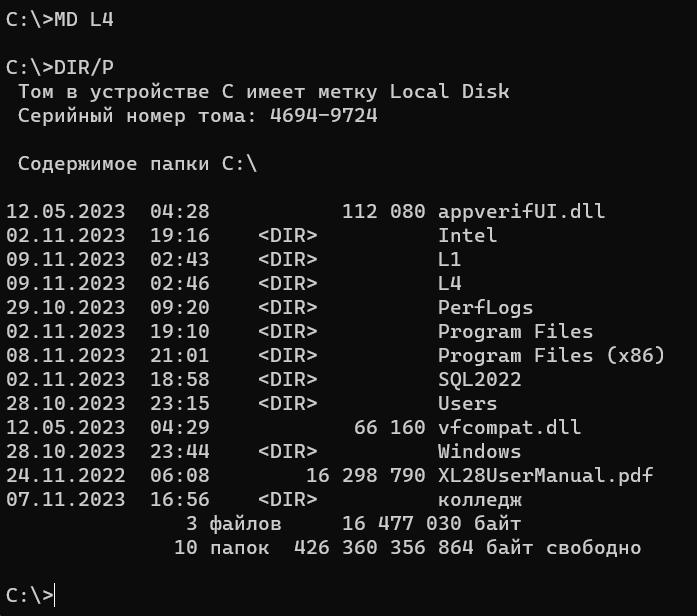 C:\>MD L4
C:\>DIR/P
Том в устройстве C имеет метку Local Disk
Серийный номер тома: 4694-9724
Содержимое папки C:\
12.05.2023  04:28           112 080 appverifUI.dll
02.11.2023  19:16    <DIR>          Intel
09.11.2023  02:43    <DIR>          L1
09.11.2023  02:46    <DIR>          L4
29.10.2023  09:20    <DIR>          PerfLogs
02.11.2023  19:10    <DIR>          Program Files
08.11.2023  21:01    <DIR>          Program Files (x86)
02.11.2023  18:58    <DIR>          SQL2022
28.10.2023  23:15    <DIR>          Users
12.05.2023  04:29            66 160 vfcompat.dll
28.10.2023  23:44    <DIR>          Windows
24.11.2022  06:08        16 298 790 XL28UserManual.pdf
07.11.2023  16:56    <DIR>          колледж
3 файлов     16 477 030 байт
10 папок  426 360 356 864 байт свободно
C:\>